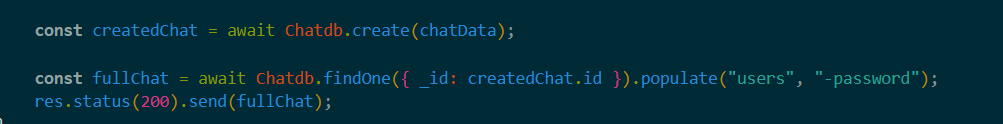 const createdChat = await Chatdb.create(chatData);
const fullChat = await Chatdb.findOne({ _id: createdChat.id }).populate("users", "-password");
res.status(200).send(fullChat);